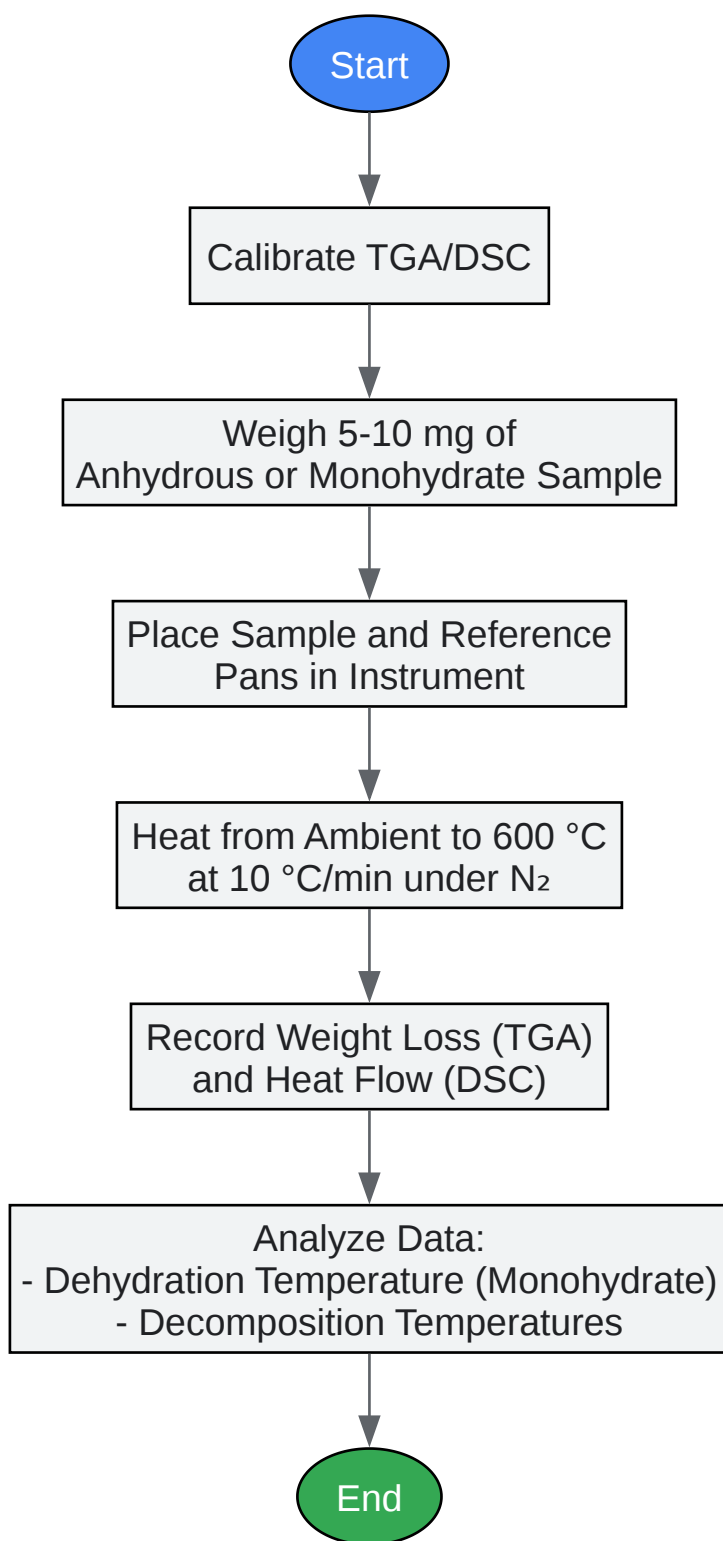 Start
Calibrate TGA/DSC
Weigh 5-10 mg of
Anhydrous or Monohydrate Sample
Place Sample and Reference
Pans in Instrument
Heat from Ambient to 600 °C
at 10 °C/min under N₂
Record Weight Loss (TGA)
and Heat Flow (DSC)
Analyze Data:
- Dehydration Temperature (Monohydrate)
- Decomposition Temperatures
End